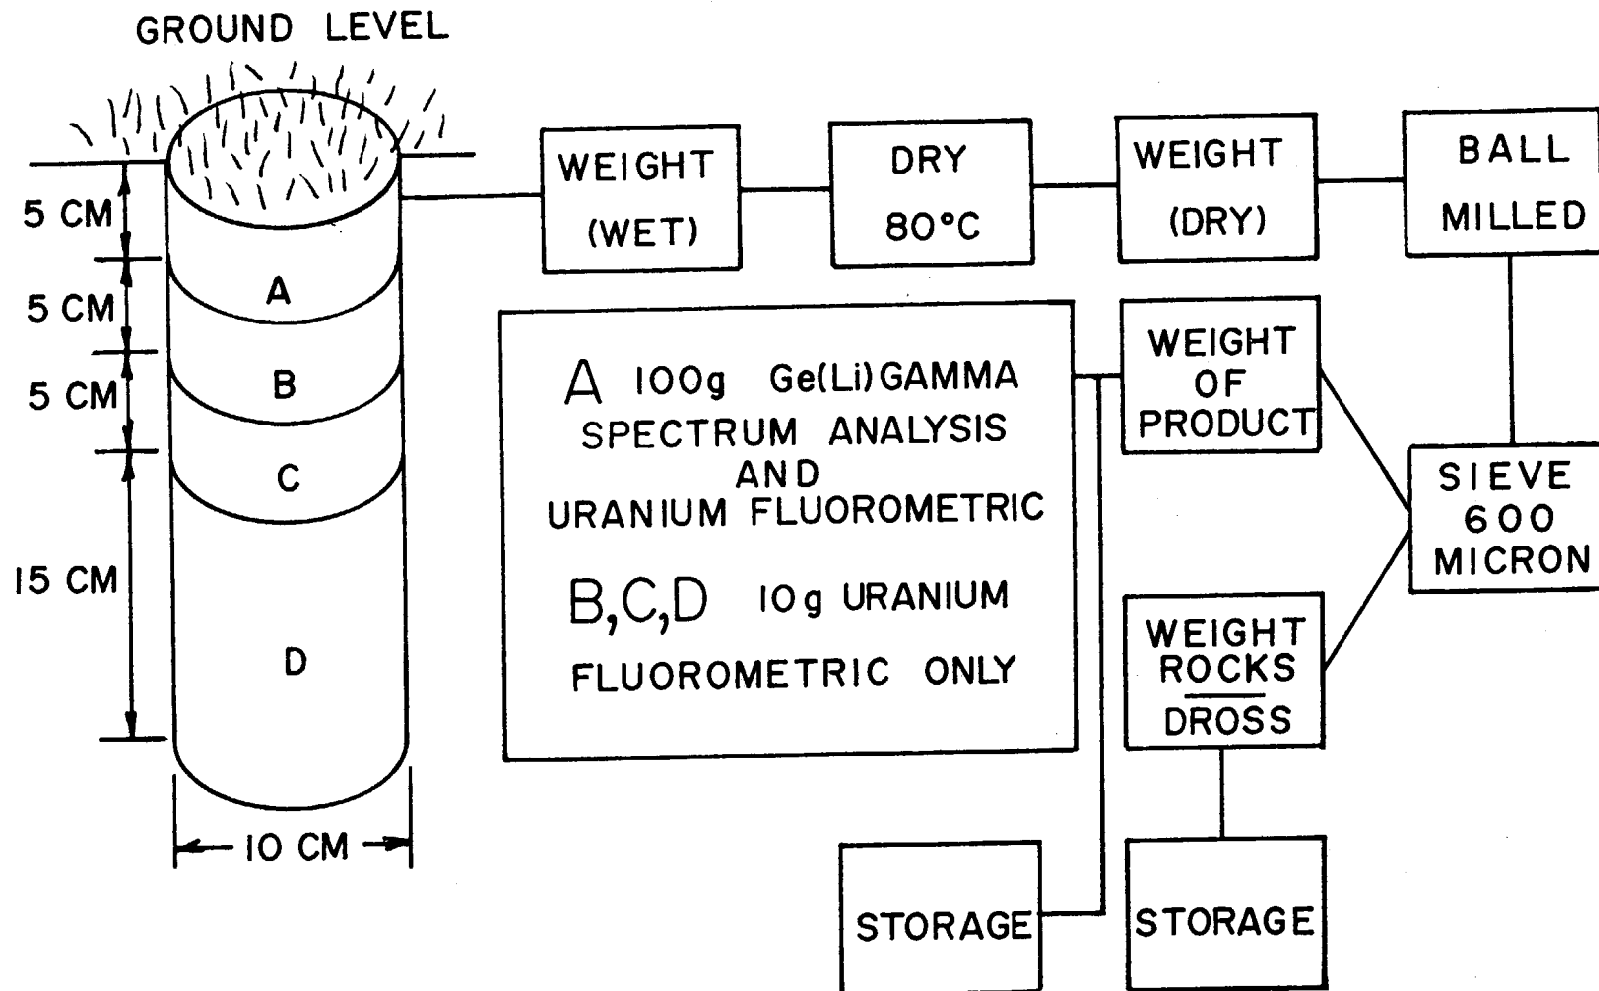 GROUND LEVEL
5 CM
5 CM
5 CM
15 CM
A
B
C
D
10 CM
WEIGHT
(WET)
DRY
80°C
WEIGHT
(DRY)
BALL
MILLED
SIEVE
600
MICRON
WEIGHT
OF
PRODUCT
A 100g Ge(Li) GAMMA
SPECTRUM ANALYSIS
AND
URANIUM FLUOROMETRIC
B,C,D 10g URANIUM
FLUOROMETRIC ONLY
WEIGHT
ROCKS
DROSS
STORAGE
STORAGE